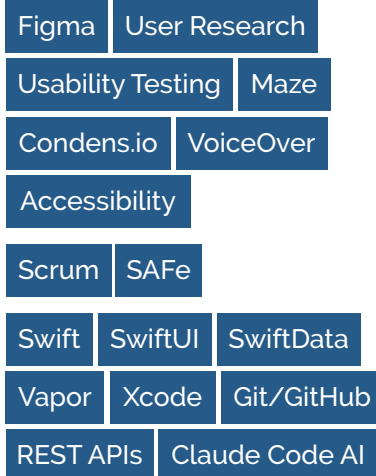 Figma User Research
Usability Testing Maze
Condens.io VoiceOver
Accessibility
Scrum SAFe
Swift SwiftUI SwiftData
Vapor Xcode Git/GitHub
REST APIs Claude Code AI